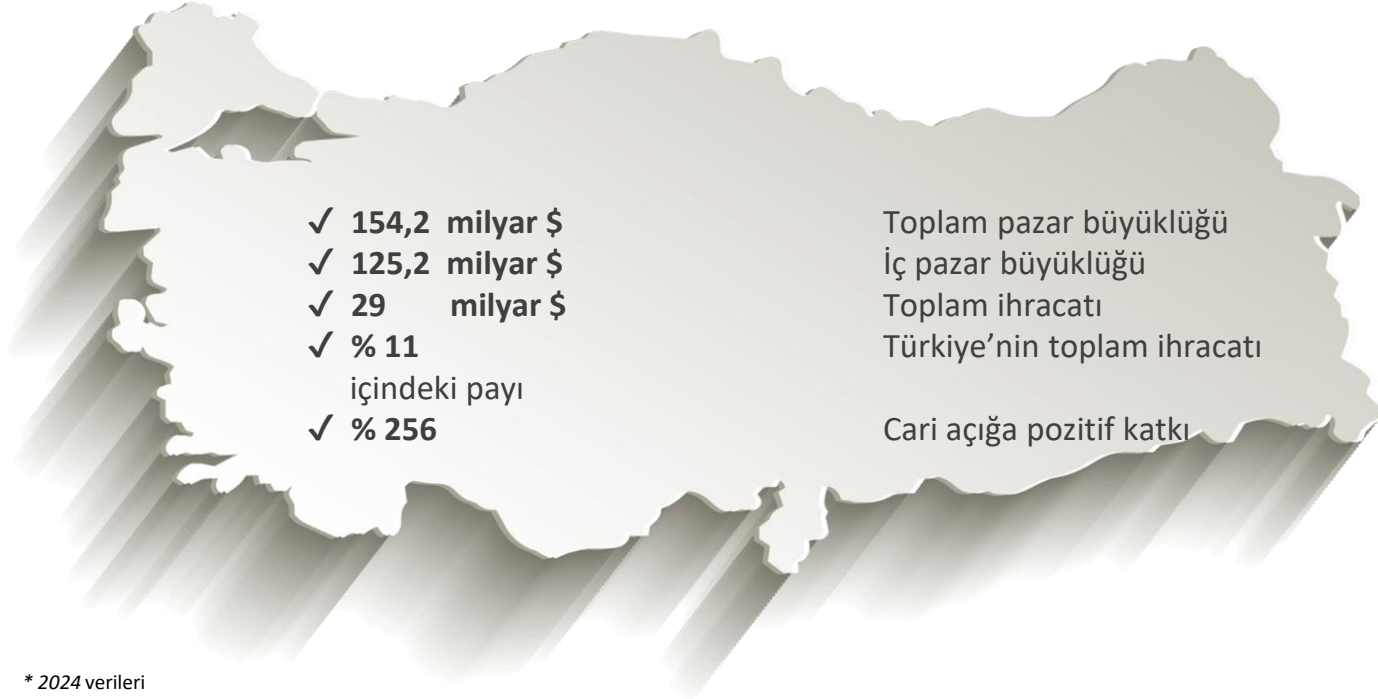 ✓ 154,2 milyar $ Toplam pazar büyüklüğü
✓ 125,2 milyar $ İç pazar büyüklüğü
✓ 29 milyar $ Toplam ihracatı
✓ % 11 Türkiye’nin toplam ihracatı
içindeki payı
✓ % 256 Cari açığa pozitif katkı
* 2024 verileri